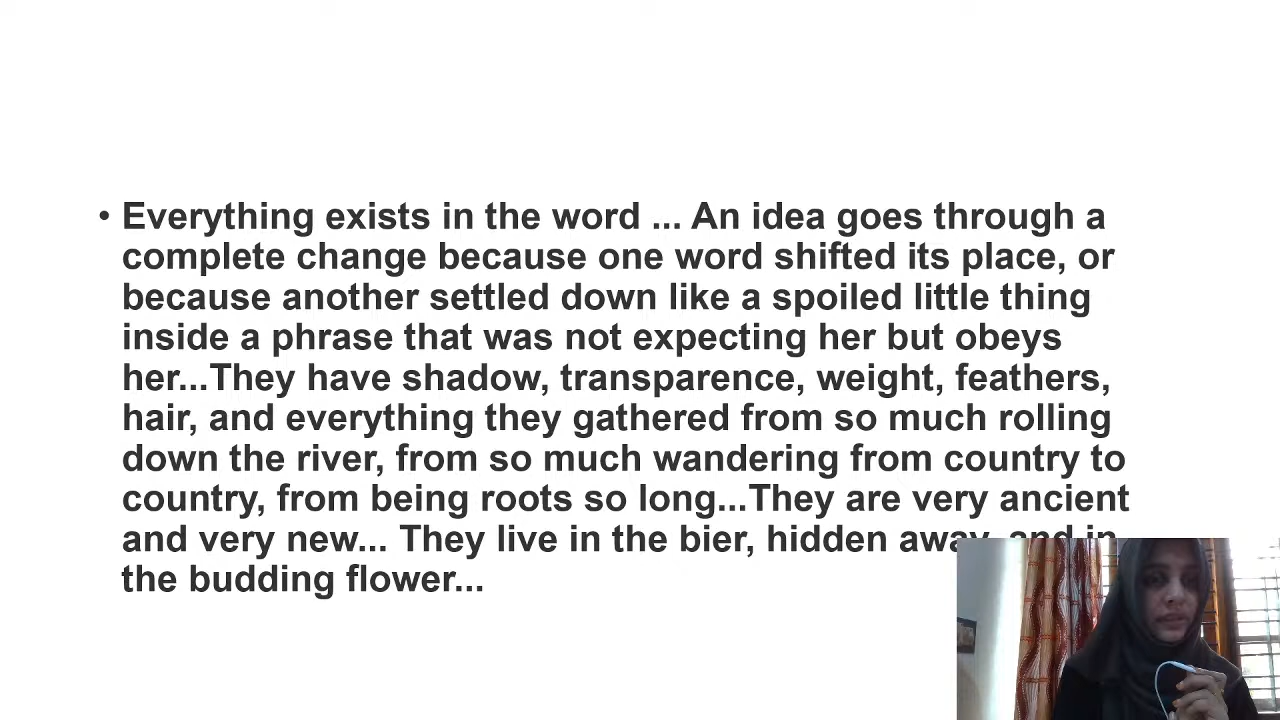 • Everything exists in the word ... An idea goes through a
complete change because one word shifted its place, or
because another settled down like a spoiled little thing
inside a phrase that was not expecting her but obeys
her...They have shadow, transparence, weight, feathers,
hair, and everything they gathered from so much rolling
down the river, from so much wandering from country to
country, from being roots so long...They are very ancient
and very new... They live in the bier, hidden away, and in
the budding flower...